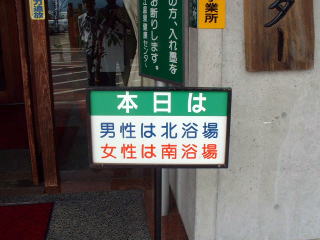 本日は
男性は北浴場
女性は南浴場
の方、入れ墨を
お断りします。
業所
タ